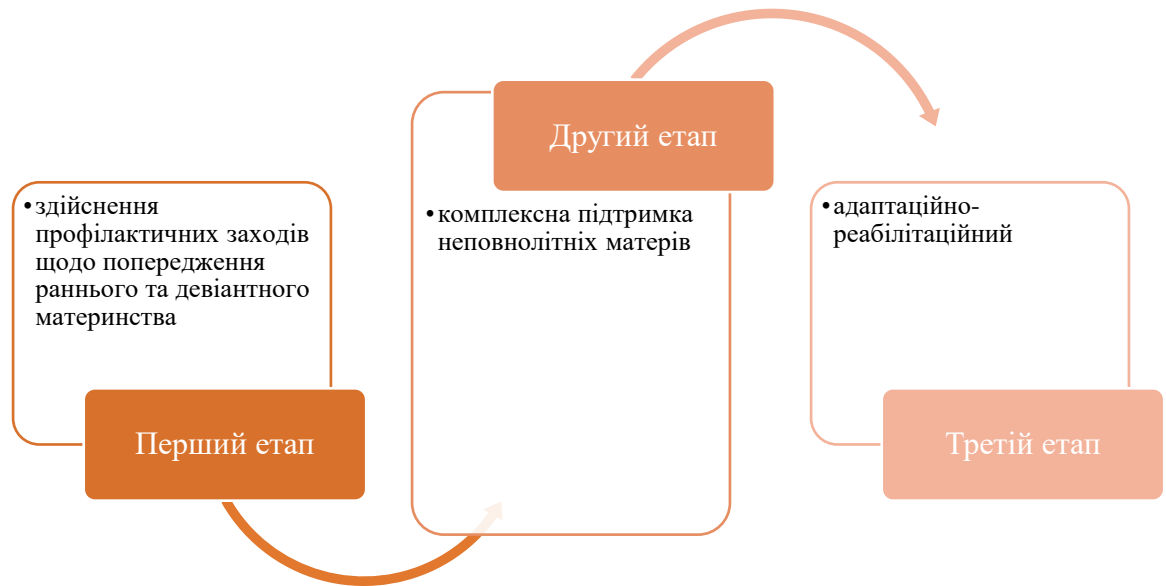 •здійснення
профілактичних заходів
щодо попередження
раннього та девіантного
материнства
Перший етап
Другий етап
•комплексна підтримка
неповнолітніх матерів
•адаптаційно-
реабілітаційний
Третій етап